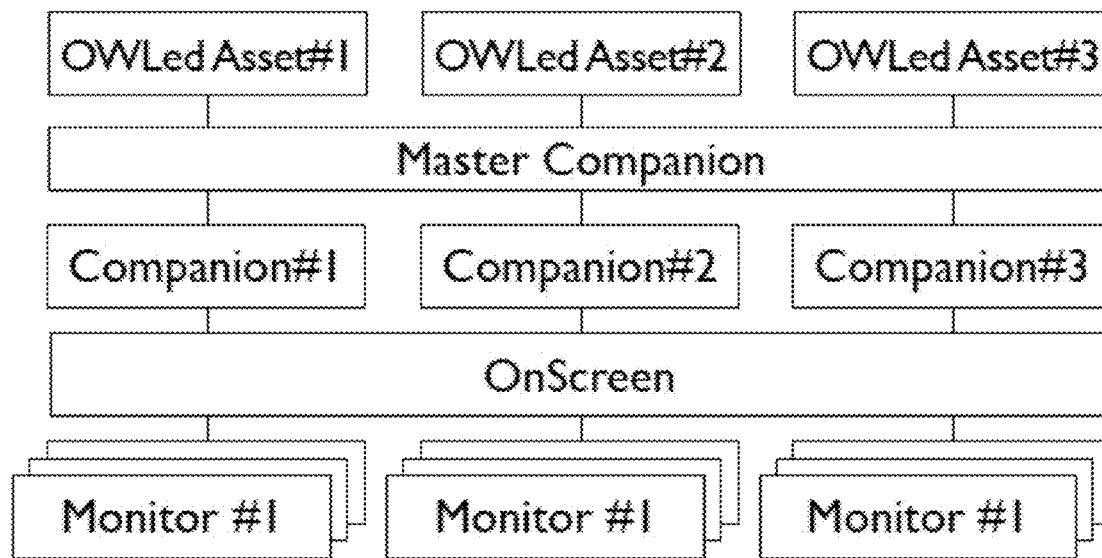 OWLed Asset#1
OWLed Asset#2
OWLed Asset#3
Master Companion
Companion#1
Companion#2
Companion#3
OnScreen
Monitor #1
Monitor #1
Monitor #1